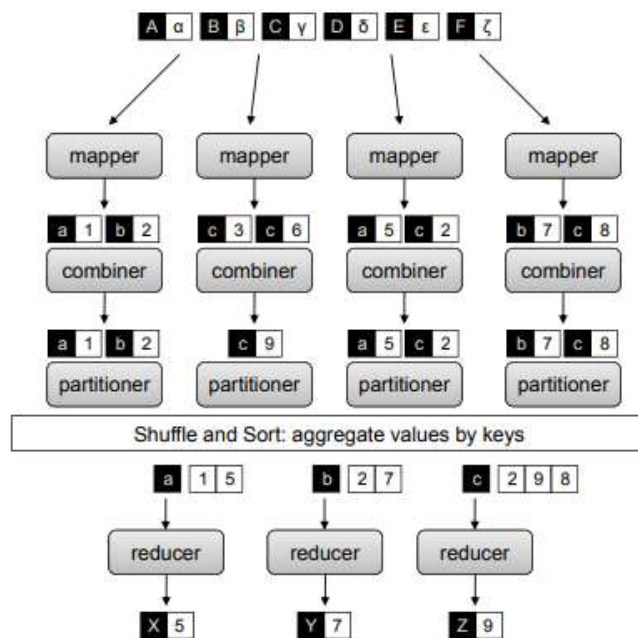 A α B β C γ D δ E ε F ζ
mapper mapper mapper mapper
a 1 b 2 c 3 c 6 a 5 c 2 b 7 c 8
combiner combiner combiner combiner
a 1 b 2 c 9 a 5 c 2 b 7 c 8
partitioner partitioner partitioner partitioner
Shuffle and Sort: aggregate values by keys
a 1 5 b 2 7 c 2 9 8
reducer reducer reducer
X 5 Y 7 Z 9